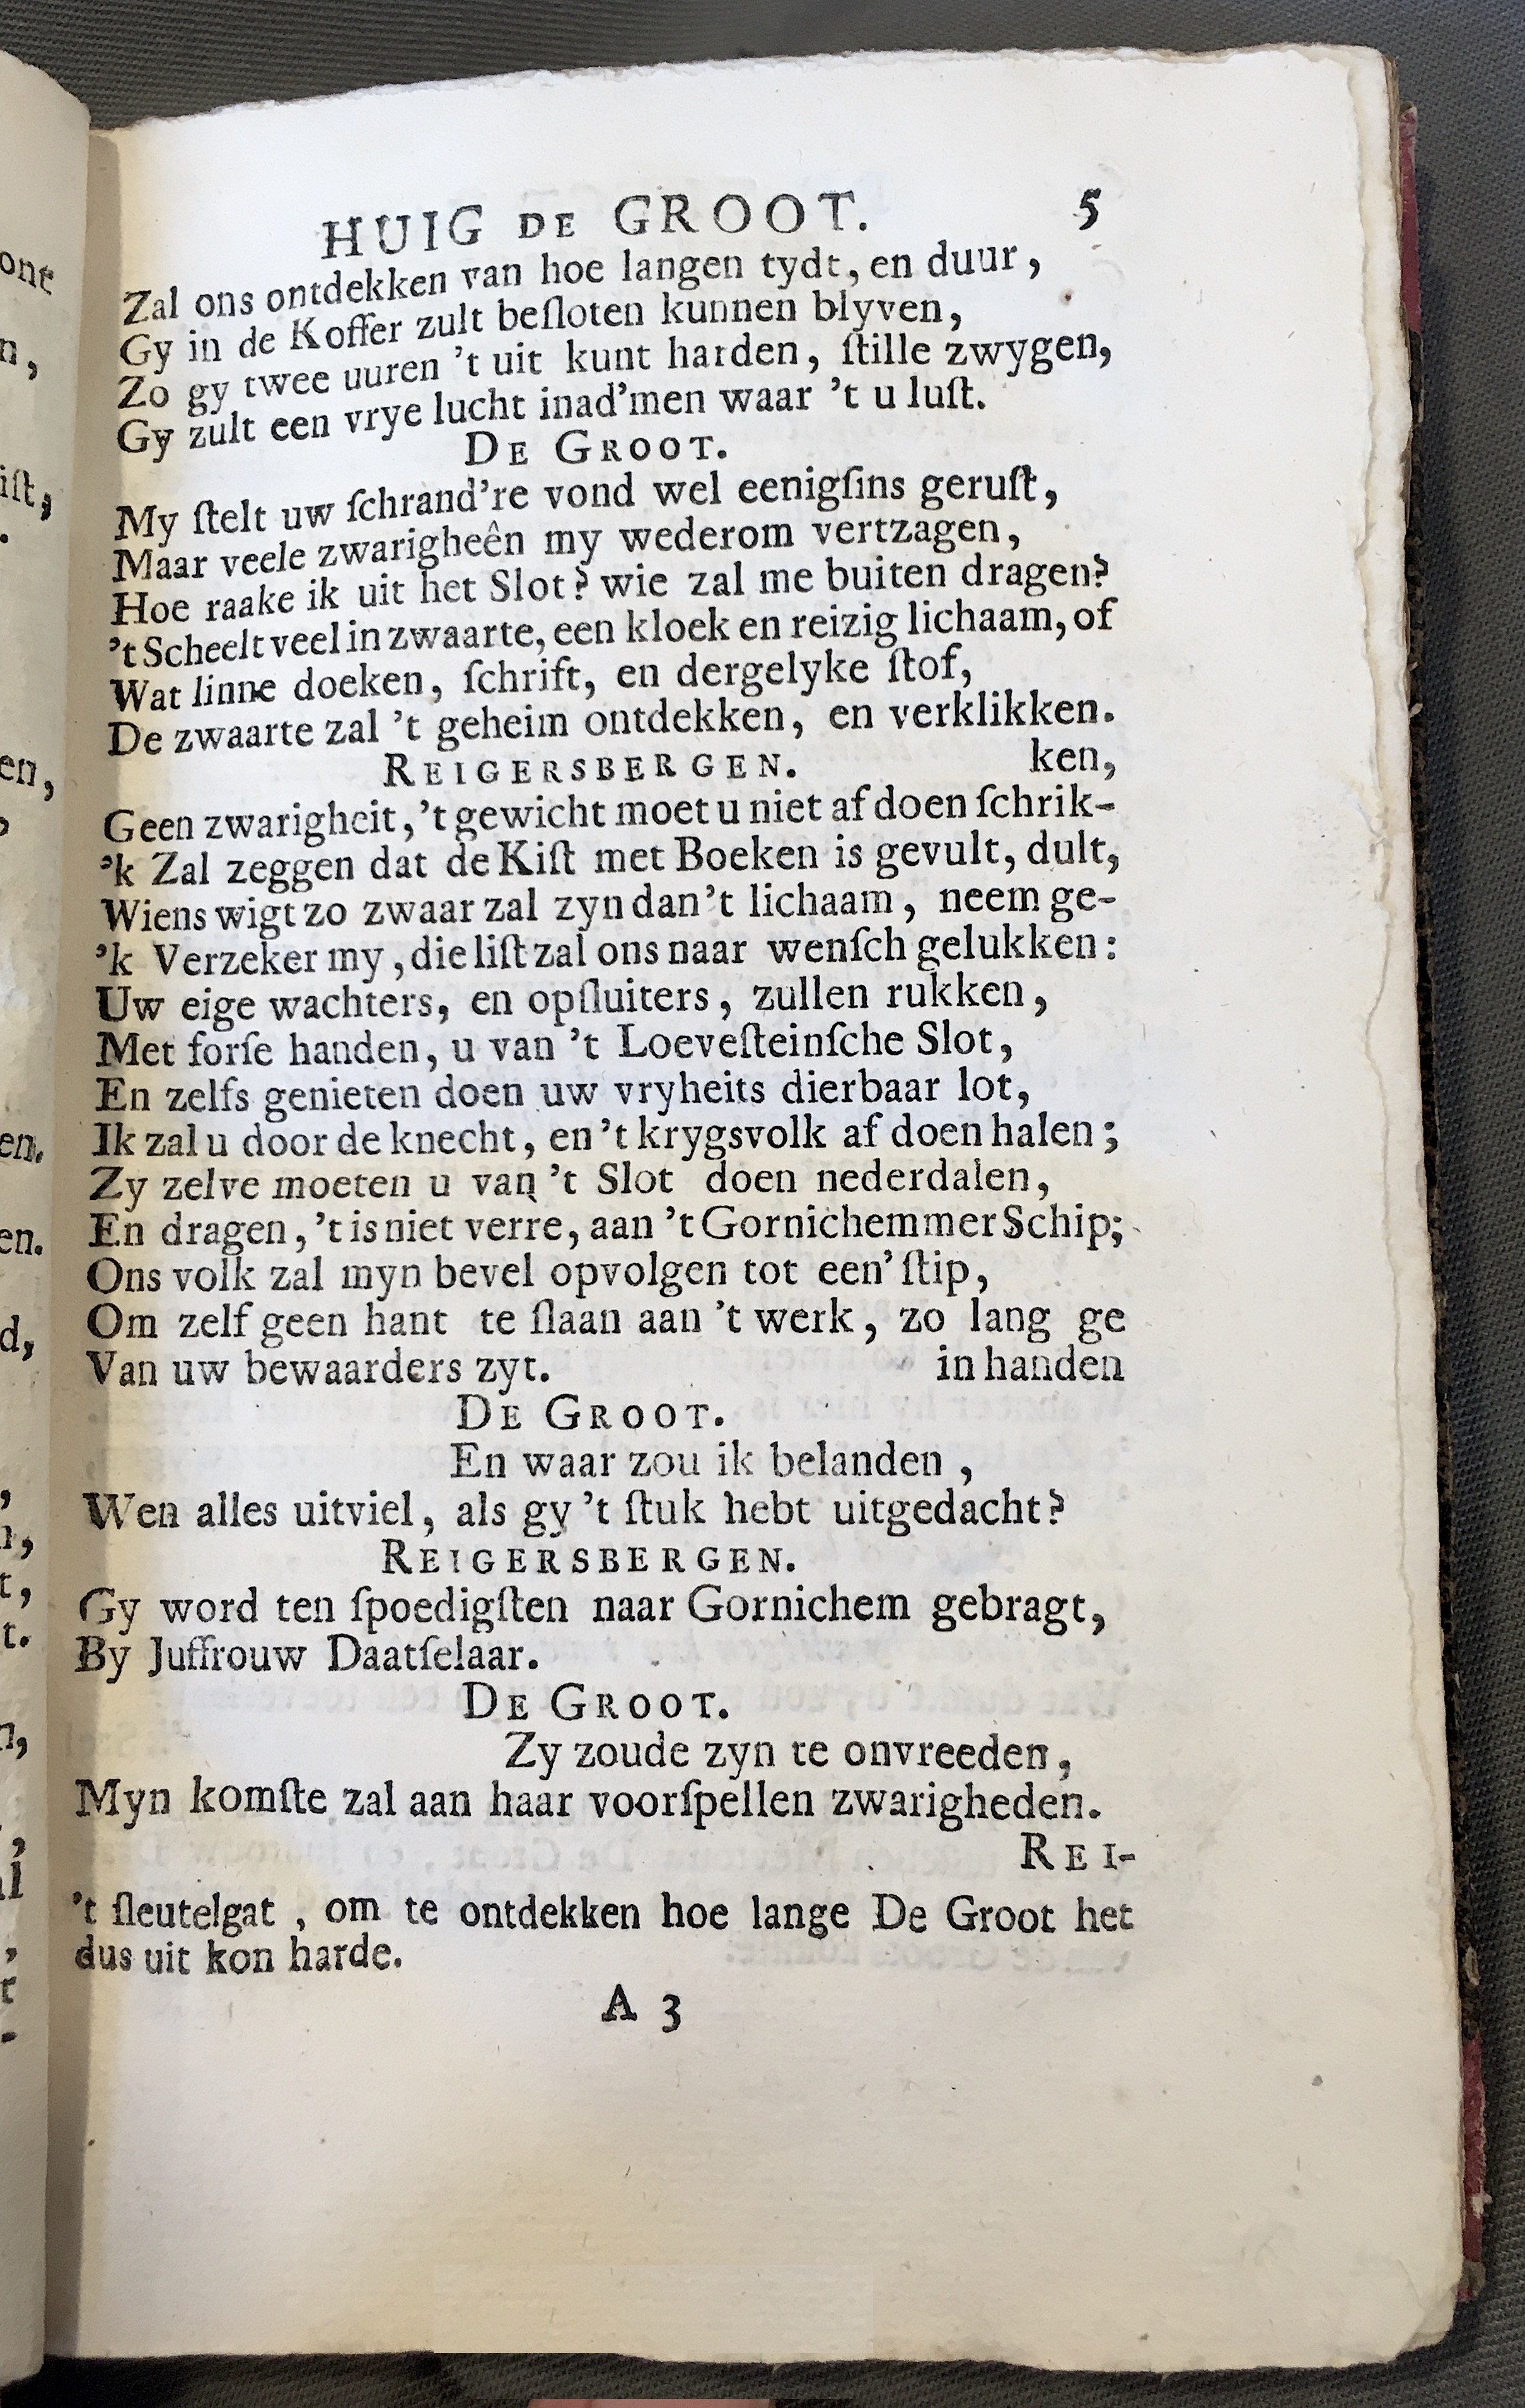 HUIG DE GROOT. 5
Zal ons ontdekken van hoe langen tydt, en duur,
Gy in de Koffer zult beſloten kunnen blyven,
Zo gy twee uuren 't uit kunt harden, ſtille zwygen,
Gy zult een vrye lucht inad'men waar 't u luſt.
DE GROOT.
My ſtelt uw ſchrand're vond wel eenigſins geruſt,
Maar veele zwarigheên my wederom vertzagen,
Hoe raake ik uit het Slot? wie zal me buiten dragen?
't Scheelt veel in zwaarte, een kloek en reizig lichaam, of
Wat linne doeken, ſchrift, en dergelyke ſtof,
De zwaarte zal 't geheim ontdekken, en verklikken.
REIGERSBERGEN. ken,
Geen zwarigheit, 't gewicht moet u niet af doen ſchrik-
'k Zal zeggen dat de Kiſt met Boeken is gevult, dult,
Wiens wigt zo zwaar zal zyn dan 't lichaam, neem ge-
'k Verzeker my, die liſt zal ons naar wenſch gelukken:
Uw eige wachters, en opſluiters, zullen rukken,
Met forſe handen, u van 't Loeveſteinſche Slot,
En zelfs genieten doen uw vryheits dierbaar lot,
Ik zal u door de knecht, en 't krygsvolk af doen halen;
Zy zelve moeten u van 't Slot doen nederdalen,
En dragen, 't is niet verre, aan 't Gornichemmer Schip;
Ons volk zal myn bevel opvolgen tot een' ſtip,
Om zelf geen hant te ſlaan aan 't werk, zo lang ge
Van uw bewaarders zyt. in handen
DE GROOT.
En waar zou ik belanden,
Wen alles uitviel, als gy 't ſtuk hebt uitgedacht?
REIGERSBERGEN.
Gy word ten ſpoedigſten naar Gornichem gebragt,
By Juffrouw Daatſelaar.
DE GROOT.
Zy zoude zyn te onvreeden,
Myn komſte zal aan haar voorſpellen zwarigheden.
REI-
't ſleutelgat, om te ontdekken hoe lange De Groot het
dus uit kon harde.
A 3